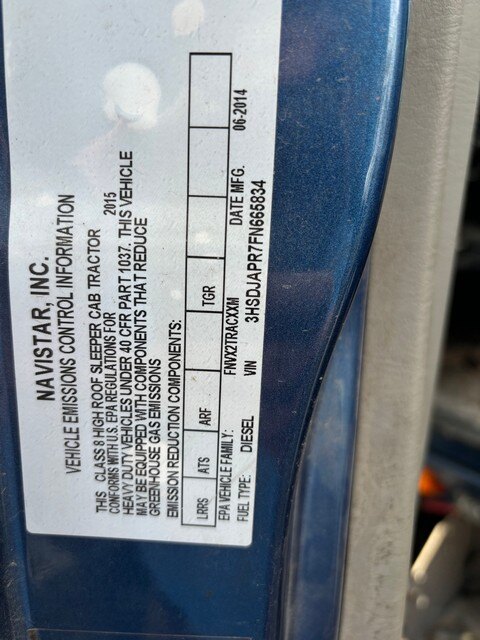 NAVISTAR, INC.
VEHICLE EMISSIONS CONTROL INFORMATION
THIS CLASS 8 HIGH ROOF SLEEPER CAB TRACTOR
CONFORMS WITH U.S. EPA REGULATIONS FOR 2015
HEAVY DUTY VEHICLES UNDER 40 CFR PART 1037. THIS VEHICLE
MAY BE EQUIPPED WITH COMPONENTS THAT REDUCE
GREENHOUSE GAS EMISSIONS
EMISSION REDUCTION COMPONENTS:
LRRS ATS ARF TGR
EPA VEHICLE FAMILY: FNVX2TRACXXM DATE MFG. 06-2014
FUEL TYPE: DIESEL VIN 3HSDJAPR7FN665834